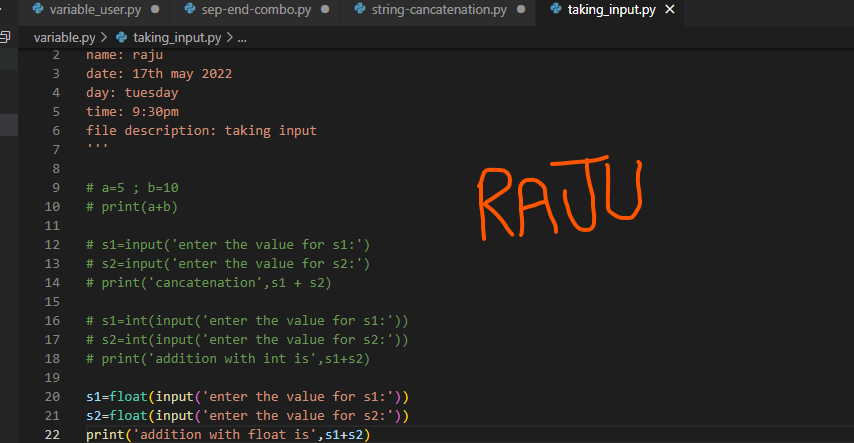 variable_user.py sep-end-combo.py string-cancatenation.py taking_input.py
variable.py > taking_input.py > ...
2 name: raju
3 date: 17th may 2022
4 day: tuesday
5 time: 9:30pm
6 file description: taking input
7 '''
8
9 # a=5 ; b=10
10 # print(a+b)
11
12 # s1=input('enter the value for s1:')
13 # s2=input('enter the value for s2:')
14 # print('cancatenation',s1 + s2)
15
16 # s1=int(input('enter the value for s1:'))
17 # s2=int(input('enter the value for s2:'))
18 # print('addition with int is',s1+s2)
19
20 s1=float(input('enter the value for s1:'))
21 s2=float(input('enter the value for s2:'))
22 print('addition with float is',s1+s2)
RAJU